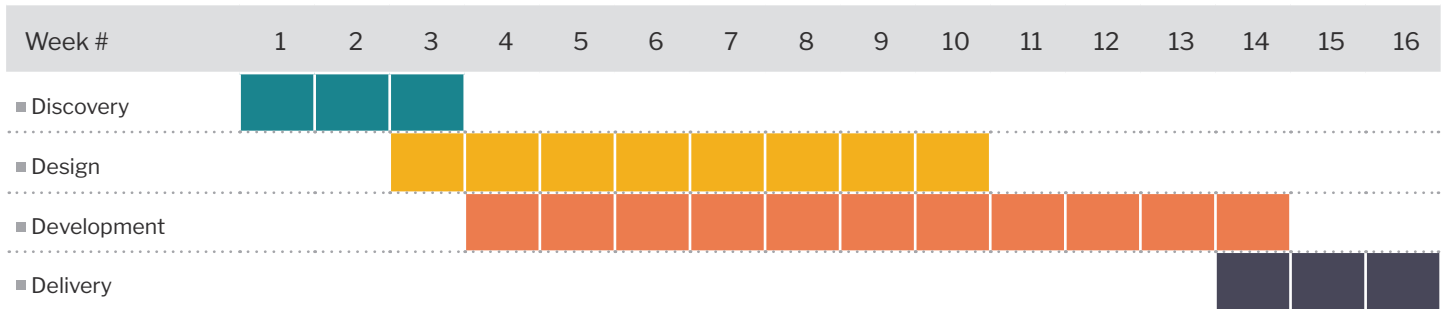 Week # 1 2 3 4 5 6 7 8 9 10 11 12 13 14 15 16
Discovery
Design
Development
Delivery